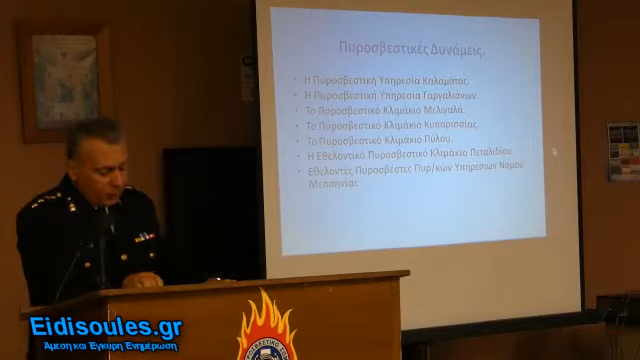 Πυροσβεστικές Δυνάμεις.
• Η Πυροσβεστική Υπηρεσία Καλαμάτας.
• Η Πυροσβεστική Υπηρεσία Γαργαλιάνων.
• Το Πυροσβεστικό Κλιμάκιο Μελιγαλά.
• Το Πυροσβεστικό Κλιμάκιο Κυπαρισσίας.
• Το Πυροσβεστικό Κλιμάκιο Πύλου.
• Η Εθελοντικό Πυροσβεστικό Κλιμάκιο Πεταλιδίου.
• Εθελοντές Πυροσβέστες Πυρ/κών Υπηρεσιών Νομου
Μεσσηνίας
Eidisoules.gr
Άμεση και Έγκυρη Ενημέρωση